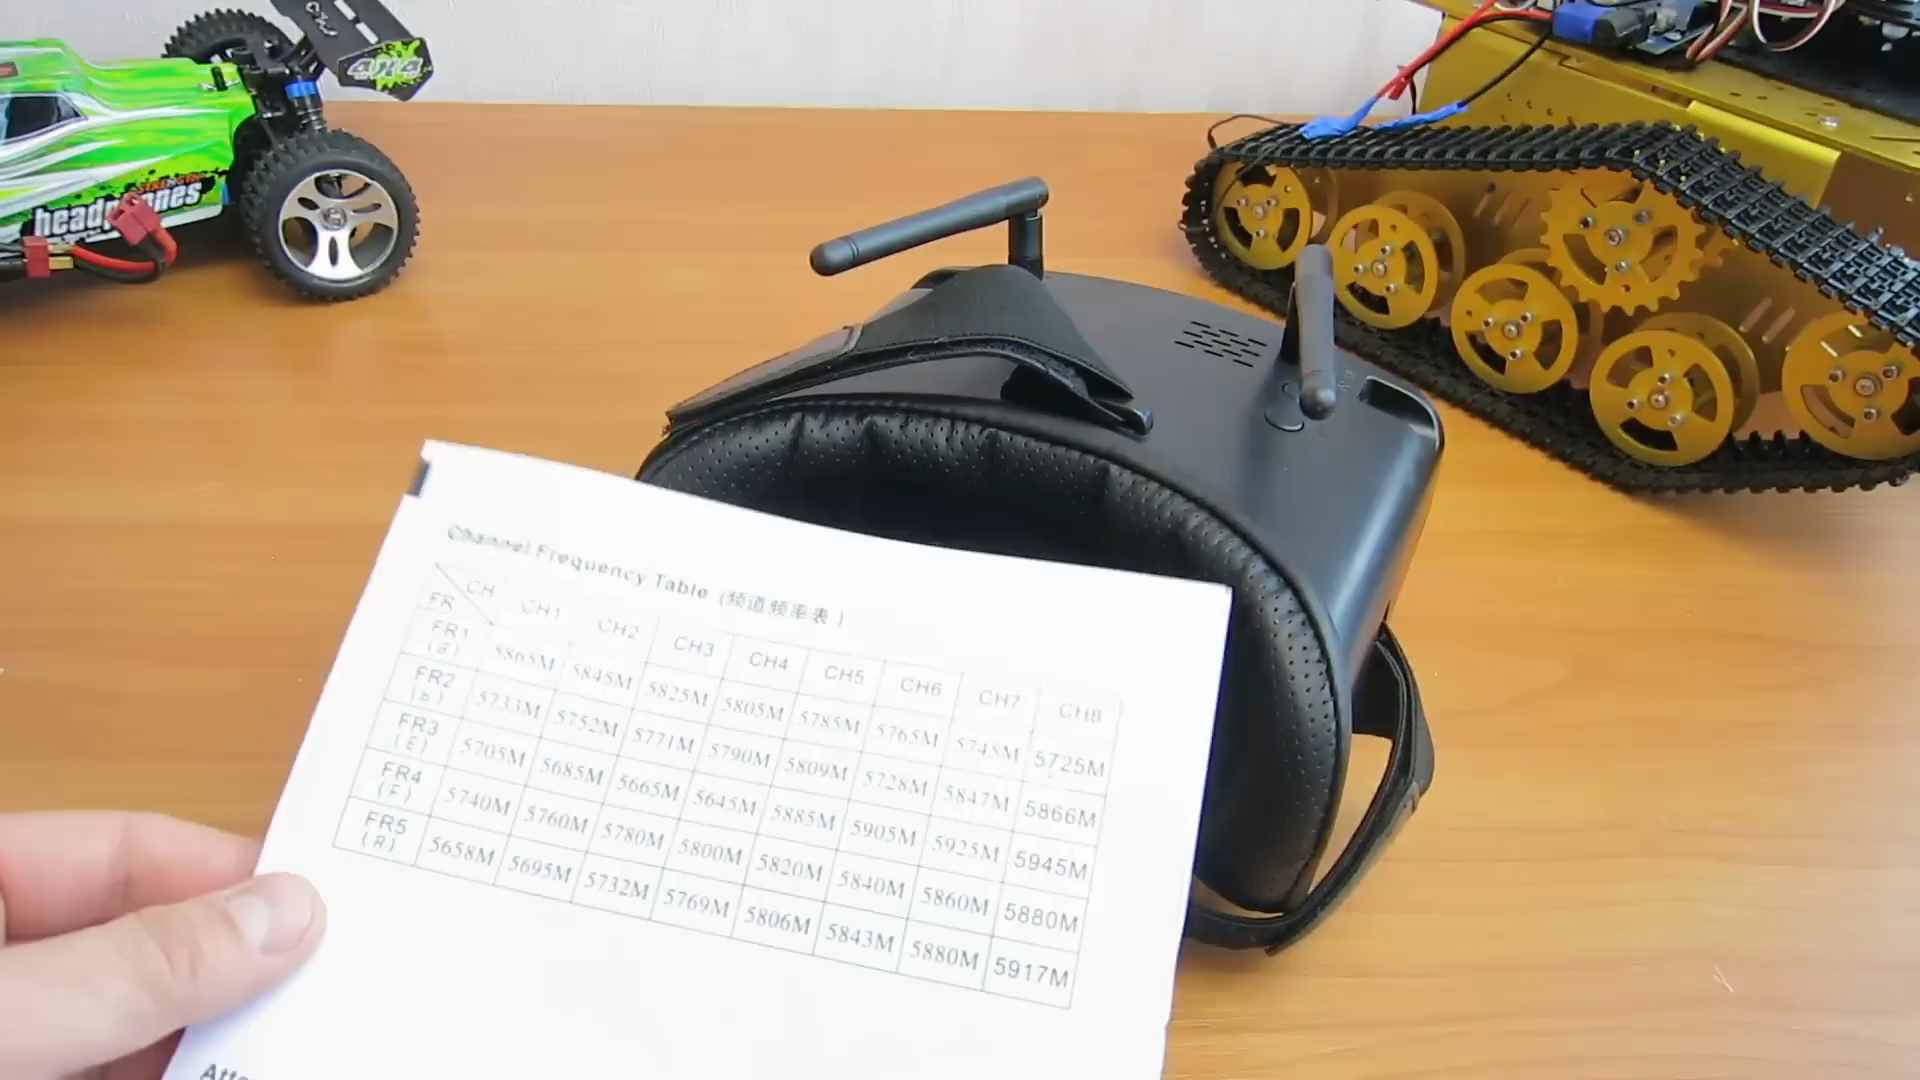 4X4
headphones
Channel Frequency Table (频道频率表)
CH
FR
CH1 CH2 CH3 CH4 CH5 CH6 CH7 CH8
FR1 (a) 5865M 5845M 5825M 5805M 5785M 5765M 5745M 5725M
FR2 (b) 5733M 5752M 5771M 5790M 5809M 5728M 5847M 5866M
FR3 (E) 5705M 5685M 5665M 5645M 5885M 5905M 5925M 5945M
FR4 (F) 5740M 5760M 5780M 5800M 5820M 5840M 5860M 5880M
FR5 (R) 5658M 5695M 5732M 5769M 5806M 5843M 5880M 5917M